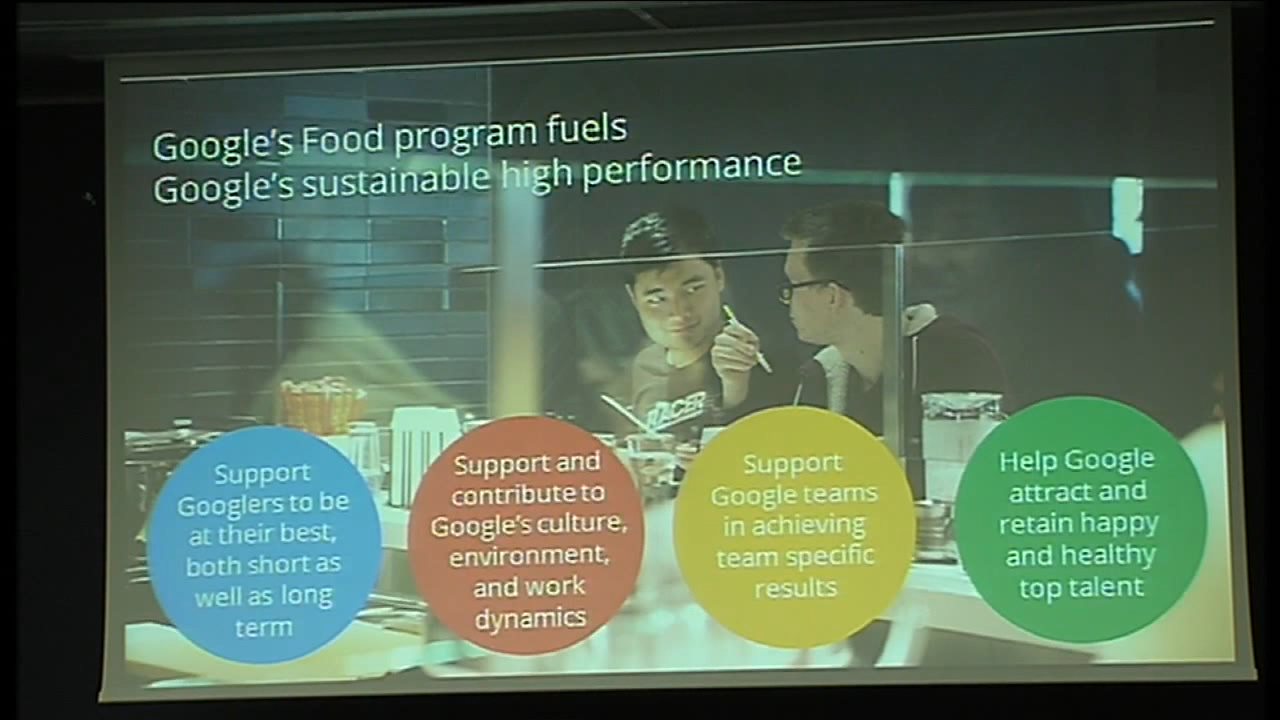 Google's Food program fuels
Google's sustainable high performance
RACER
Support
Googlers to be
at their best,
both short as
well as long
term
Support and
contribute to
Google's culture,
environment,
and work
dynamics
Support
Google teams
in achieving
team specific
results
Help Google
attract and
retain happy
and healthy
top talent